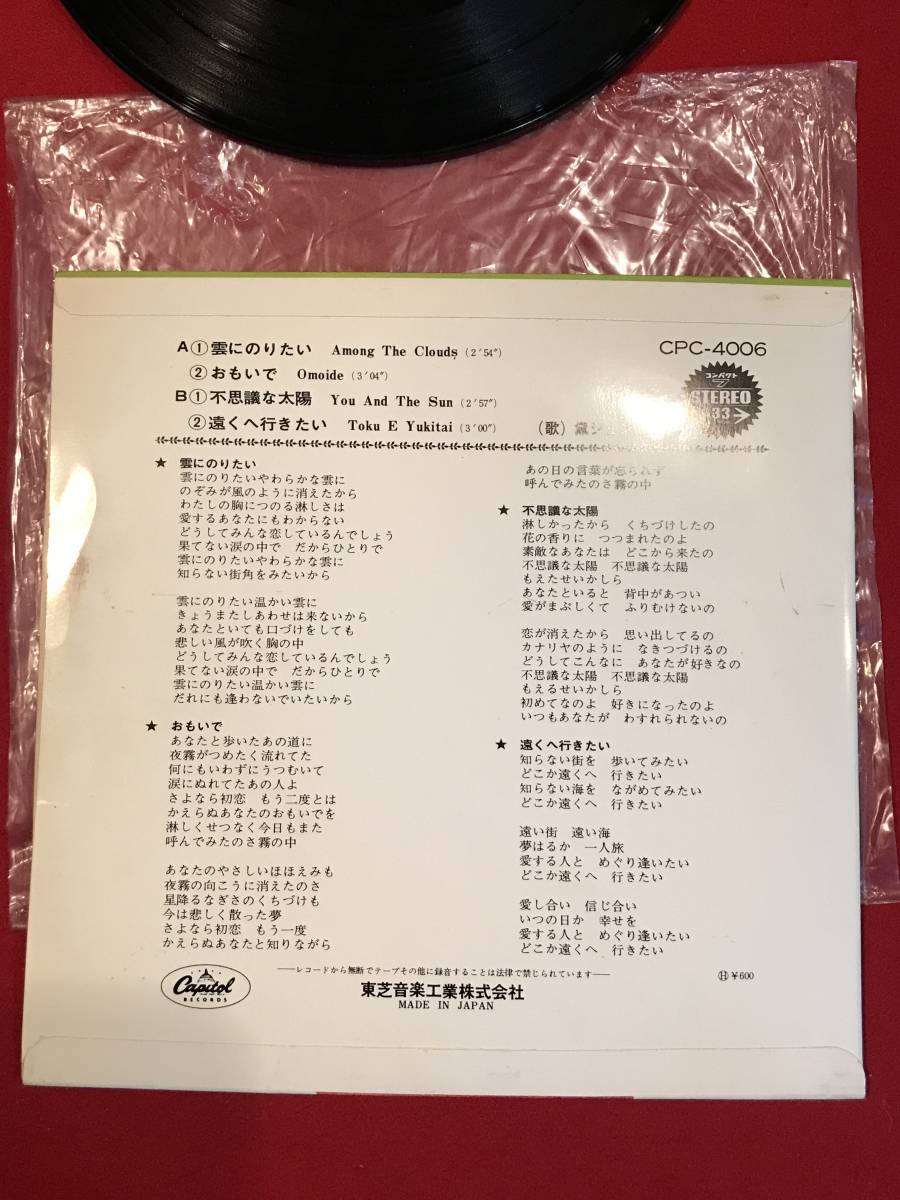 A①雲にのりたい Among The Clouds (2′54″)
②おもいで Omoide (3′04″)
B①不思議な太陽 You And The Sun (2′57″)
②遠くへ行きたい Toku E Yukitai (3′00″) (歌) 黛
CPC-4006
コンパクト
7
STEREO
33
★ 雲にのりたい
雲にのりたいやわらかな雲に
のぞみが風のように消えたから
わたしの胸につのる淋しさは
愛するあなたにもわからない
どうしてみんな恋しているんでしょう
果てない涙の中で だからひとりで
雲にのりたいやわらかな雲に
知らない街角をみたいから
雲にのりたい温かい雲に
きょうまたしあわせは来ないから
あなたといても口づけをしても
悲しい風が吹く胸の中
どうしてみんな恋しているんでしょう
果てない涙の中で だからひとりで
雲にのりたい温かい雲に
だれにも逢わないでいたいから
★ おもいで
あなたと歩いたあの道に
夜霧がつめたく流れてた
何にもいわずにうつむいて
涙にぬれてたあの人よ
さよなら初恋 もう二度とは
かえらぬあなたのおもいでを
淋しくせつなく今日もまた
呼んでみたのさ霧の中
あなたのやさしいほほえみも
夜霧の向こうに消えたのさ
星降るなぎさのくちづけも
今は悲しく散った夢
さよなら初恋 もう一度
かえらぬあなたと知りながら
あの日の言葉が忘られず
呼んでみたのさ霧の中
★ 不思議な太陽
淋しかったから くちづけしたの
花の香りに つつまれたのよ
素敵なあなたは どこから来たの
不思議な太陽 不思議な太陽
もえたせいかしら
あなたといると 背中があつい
愛がまぶしくて ふりむけないの
恋が消えたから 思い出してるの
カナリヤのように なきつづけるの
どうしてこんなに あなたが好きなの
不思議な太陽 不思議な太陽
もえるせいかしら
初めてなのよ 好きになったのよ
いつもあなたが わすれられないの
★ 遠くへ行きたい
知らない街を 歩いてみたい
どこか遠くへ 行きたい
知らない海を ながめてみたい
どこか遠くへ 行きたい
遠い街 遠い海
夢はるか 一人旅
愛する人と めぐり逢いたい
どこか遠くへ 行きたい
愛し合い 信じ合い
いつの日か 幸せを
愛する人と めぐり逢いたい
どこか遠くへ 行きたい
Capitol
RECORDS
——レコードから無断でテープその他に録音することは法律で禁じられています——
東芝音楽工業株式会社
MADE IN JAPAN
Ⓗ ¥600